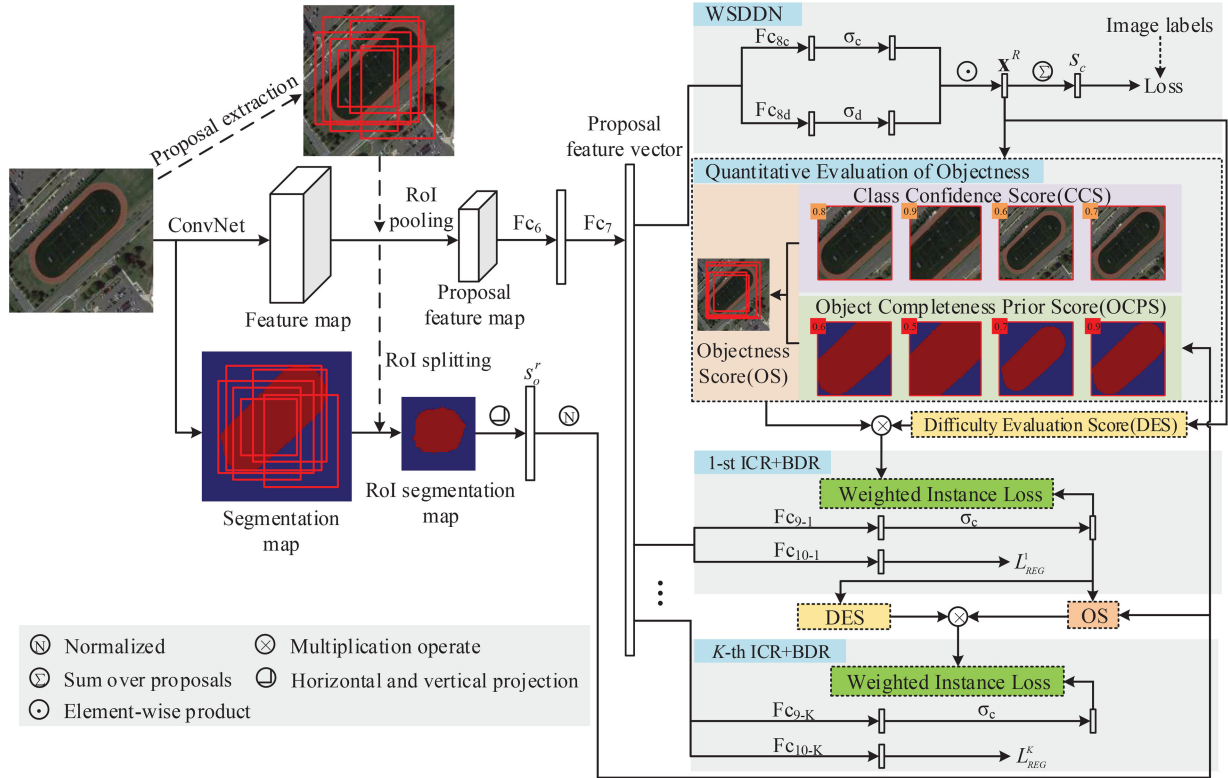 WSDDN
Image labels
Fc8c
σc
x^R
Sc
Loss
Fc8d
σd
Proposal extraction
Proposal
feature vector
ConvNet
RoI
pooling
Fc6
Fc7
Feature map
Proposal
feature map
RoI splitting
Quantitative Evaluation of Objectness
Class Confidence Score(CCS)
0.8
0.9
0.6
0.7
Object Completeness Prior Score(OCPS)
0.6
0.5
0.7
0.9
Objectness
Score(OS)
s_o^r
N
Segmentation
map
RoI segmentation
map
Difficulty Evaluation Score(DES)
1-st ICR+BDR
Weighted Instance Loss
Fc9-1
σc
Fc10-1
L^1_REG
...
DES
OS
K-th ICR+BDR
Weighted Instance Loss
Fc9-K
σc
Fc10-K
L^K_REG
N Normalized
Multiplication operate
Σ Sum over proposals
Horizontal and vertical projection
Element-wise product